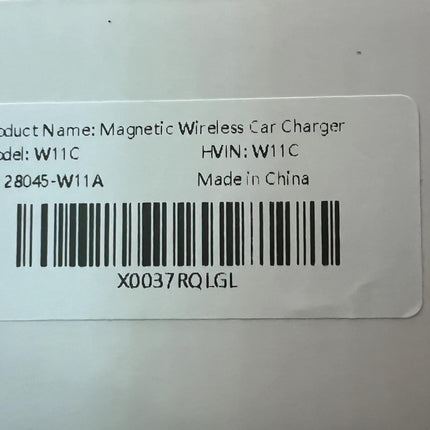 oduct Name: Magnetic Wireless Car Charger
odel: W11C HVIN: W11C
28045-W11A Made in China
X0037RQLGL